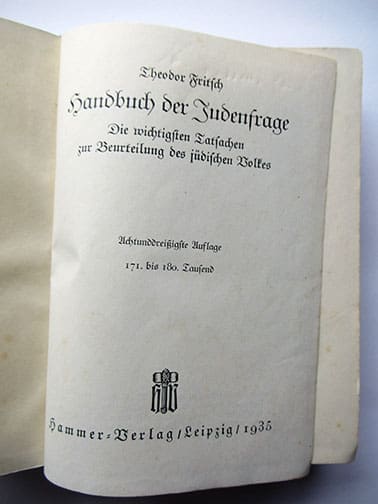 Theodor Fritsch
Handbuch der Judenfrage
Die wichtigsten Tatsachen
zur Beurteilung des jüdischen Volkes
Achtunddreißigste Auflage
171. bis 180. Tausend
Hammer-Verlag/Leipzig/1935